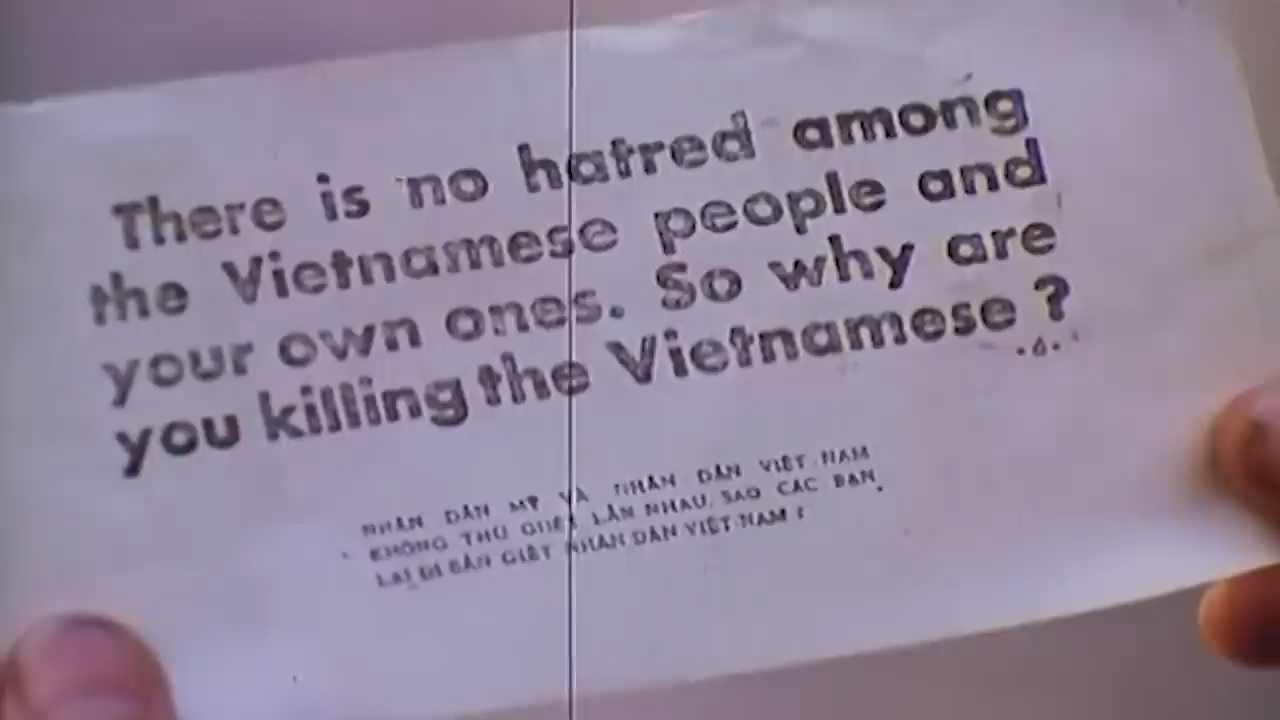 There is no hatred among
the Vietnamese people and
your own ones. So why are
you killing the Vietnamese ?
NHÂN DÂN MỸ VÀ NHÂN DÂN VIỆT NAM
KHÔNG THÙ GHÉT LẪN NHAU, SAO CÁC BẠN
LẠI ĐI BẮN GIẾT NHÂN DÂN VIỆT NAM ?